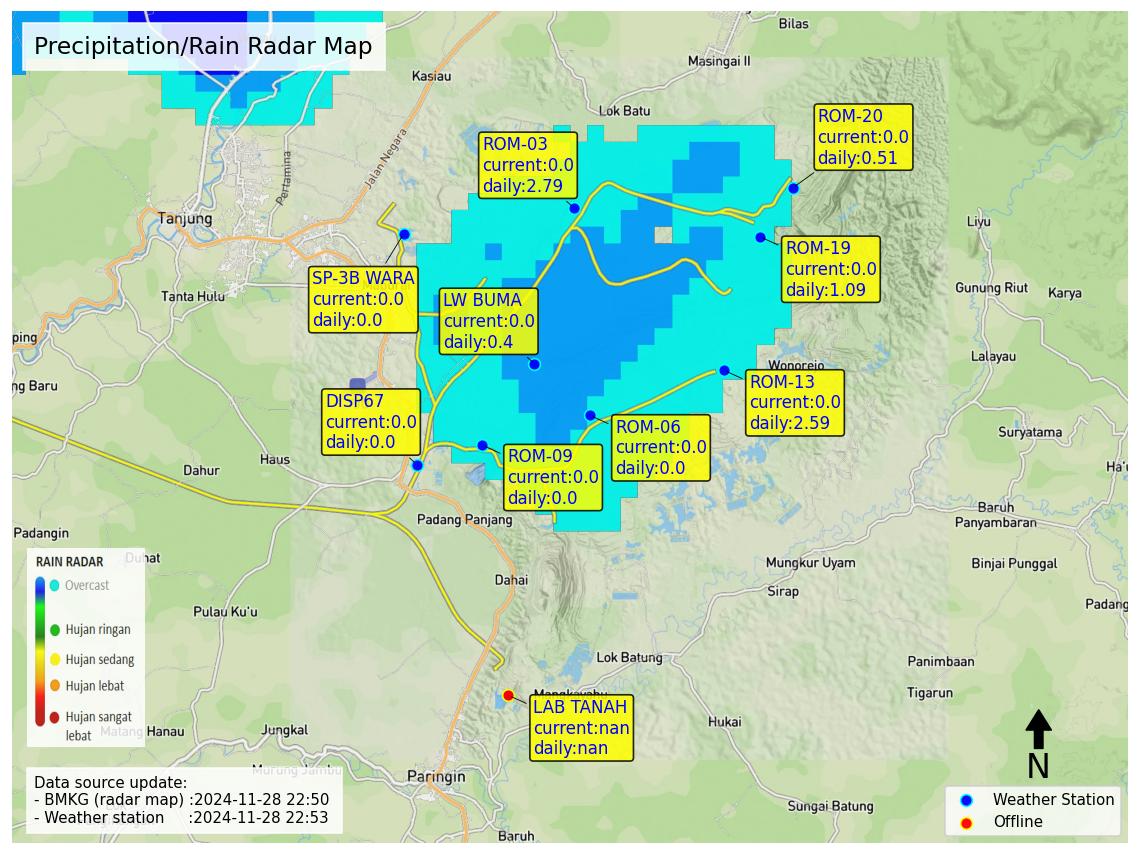 Precipitation/Rain Radar Map
Bilas
Masingai II
Kasiau
Lok Batu
Jalan Negara
Pertamina
Tanjung
Tanta Hulu
ROM-03
current:0.0
daily:2.79
ROM-20
current:0.0
daily:0.51
ROM-19
current:0.0
daily:1.09
SP-3B WARA
current:0.0
daily:0.0
LW BUMA
current:0.0
daily:0.4
Liyu
Gunung Riut
Karya
Lalayau
Wonorejo
ROM-13
current:0.0
daily:2.59
DISP67
current:0.0
daily:0.0
ROM-06
current:0.0
daily:0.0
ROM-09
current:0.0
daily:0.0
ping
ng Baru
Suryatama
Ha'u
Haus
Dahur
Baruh
Panyambaran
Padang Panjang
Padangin
Duhat
Binjai Punggal
Mungkur Uyam
Dahai
Sirap
Padang
Pulau Ku'u
RAIN RADAR
Overcast
Hujan ringan
Hujan sedang
Hujan lebat
Hujan sangat
lebat
Lok Batung
Panimbaan
Tigarun
LAB TANAH
current:nan
daily:nan
Hukai
Matang Hanau
Jungkal
Murung Jambu
Paringin
Sungai Batung
Baruh
Data source update:
- BMKG (radar map) :2024-11-28 22:50
- Weather station :2024-11-28 22:53
N
Weather Station
Offline